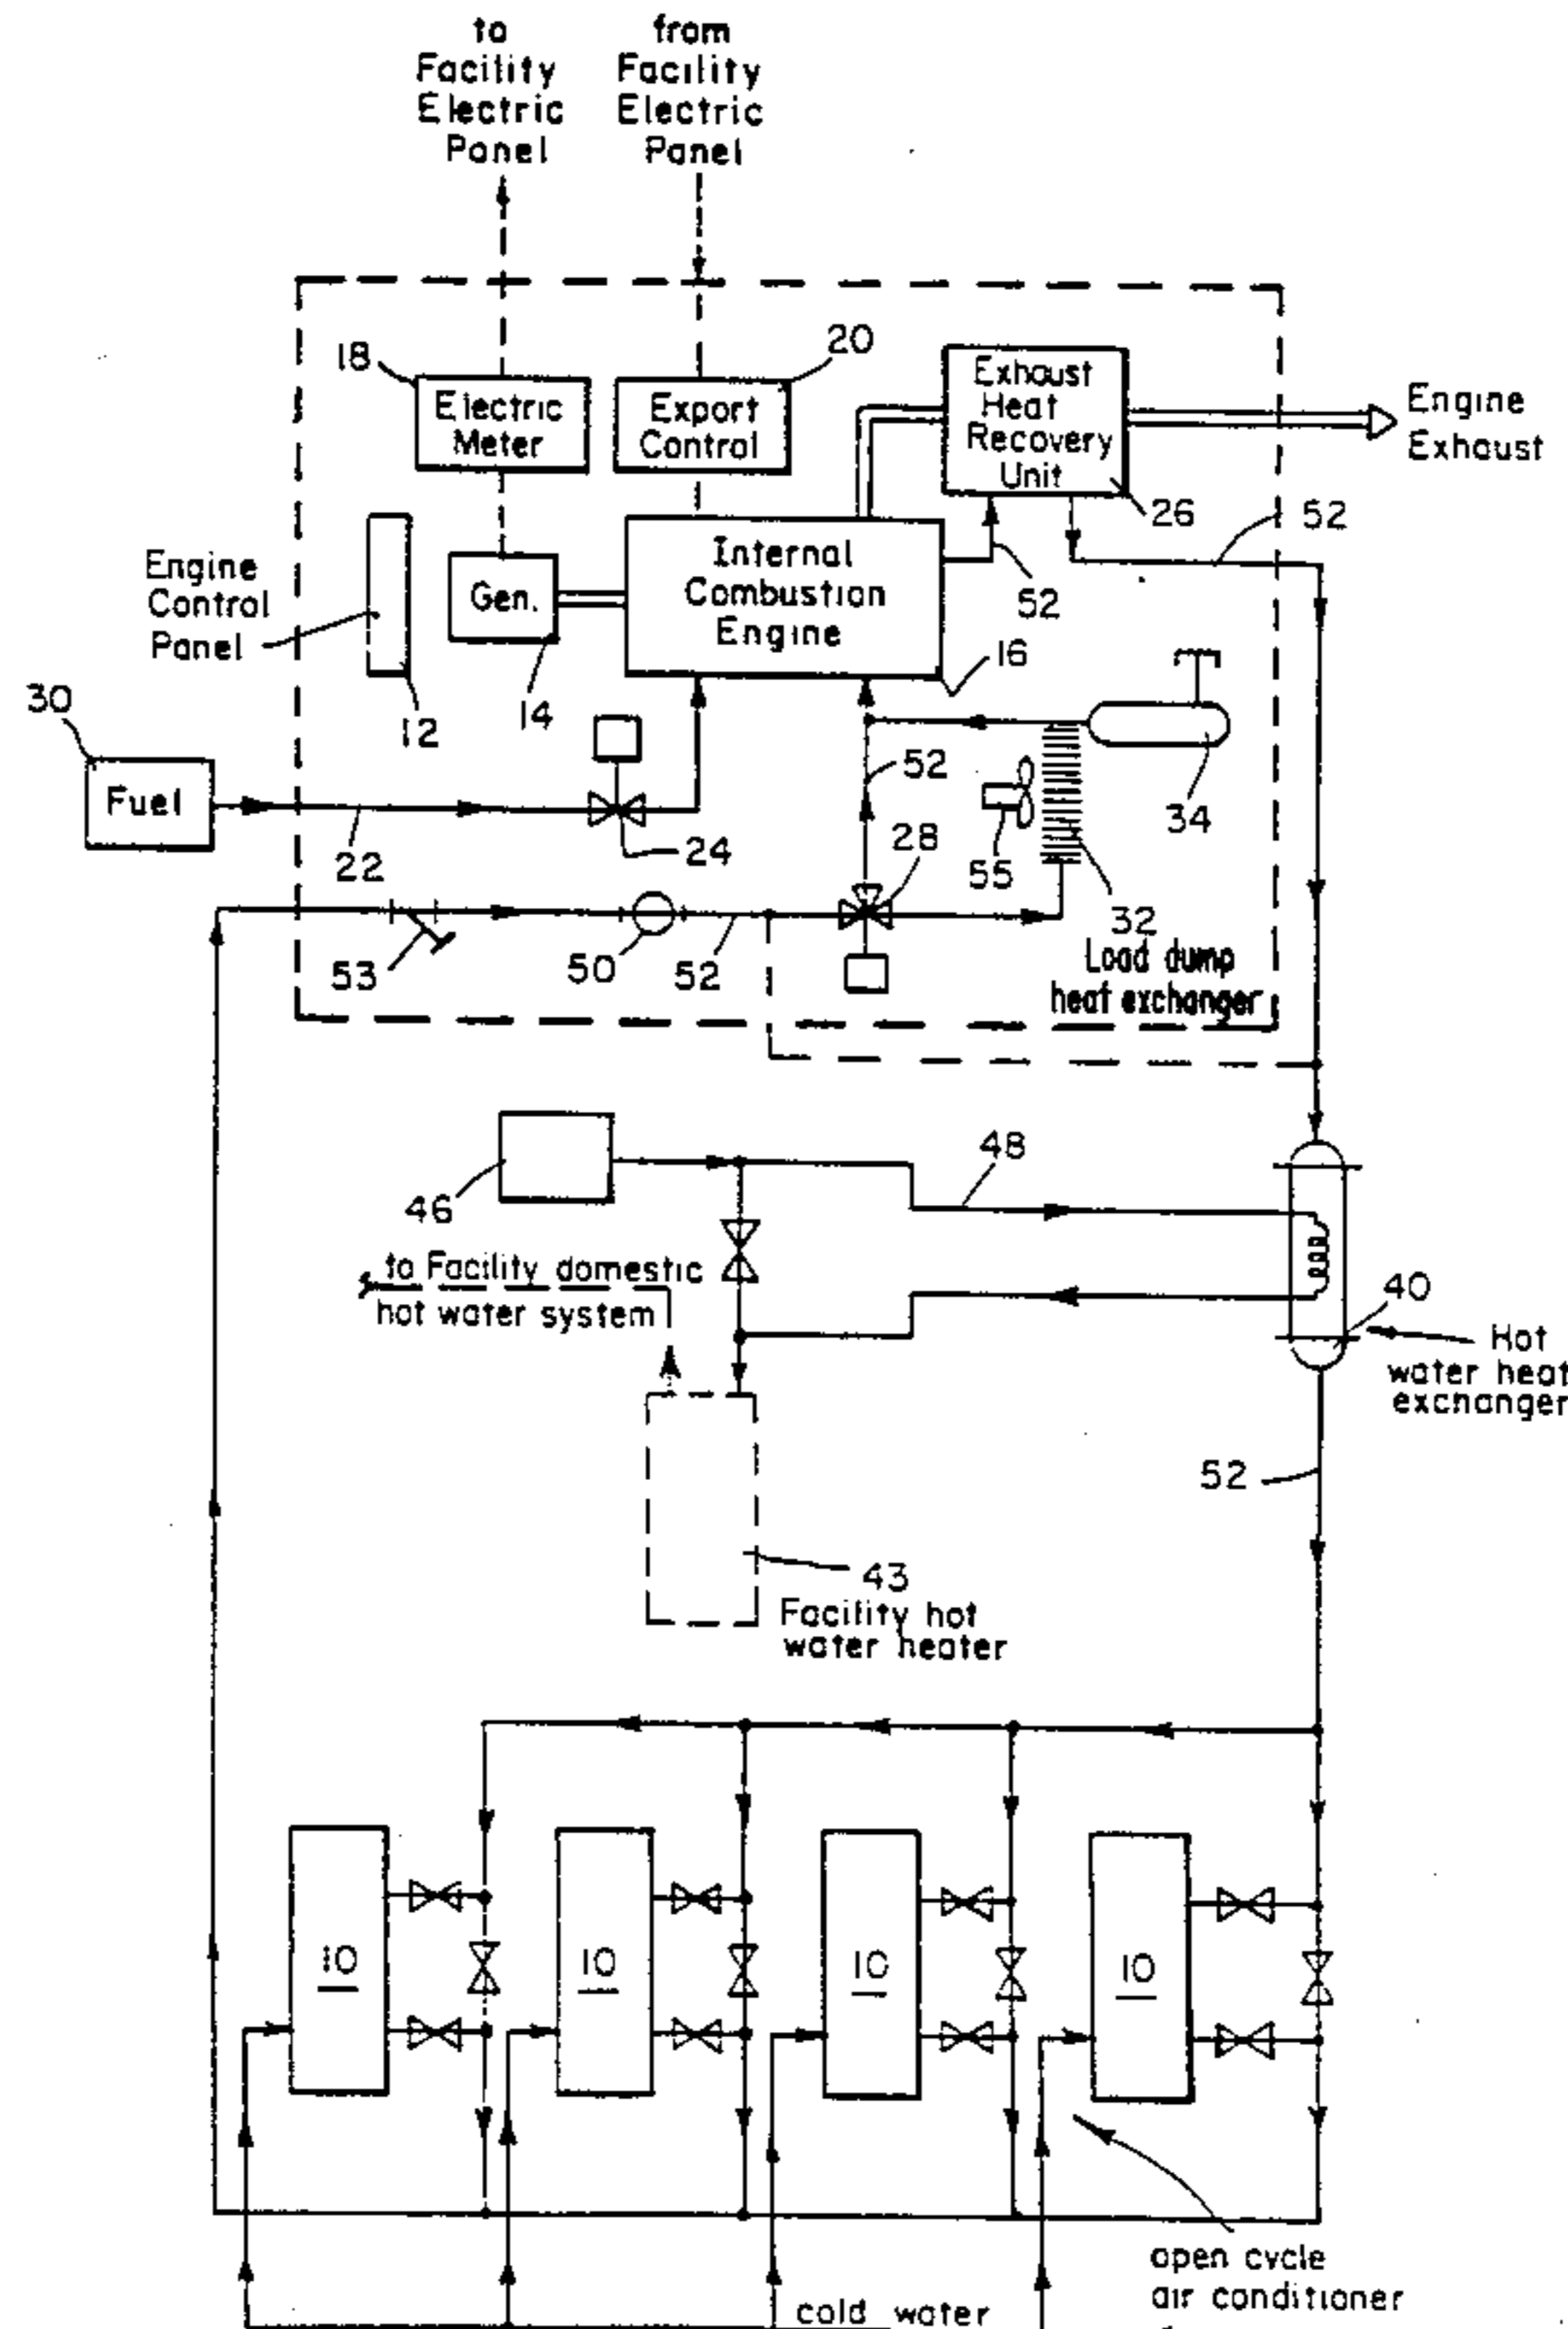 to
Facility
Electric
Panel
from
Facility
Electric
Panel
18
20
Electric
Meter
Export
Control
Exhaust
Heat
Recovery
Unit
Engine
Exhaust
26
52
Engine
Control
Panel
Gen.
Internal
Combustion
Engine
52
16
30
12
14
Fuel
52
34
22
24
55
28
32
53
50
52
Load dump
heat exchanger
46
48
to Facility domestic
hot water system
40
Hot
water heat
exchanger
52
43
Facility hot
water heater
10
10
10
10
open cycle
air conditioner
cold water